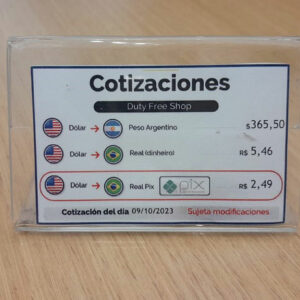 Cotizaciones
Duty Free Shop
Dólar → Peso Argentino $365,50
Dólar → Real (dinheiro) R$ 5,46
Dólar → Real Pix pix R$ 2,49
Cotización del día 09/10/2023 Sujeta modificaciones